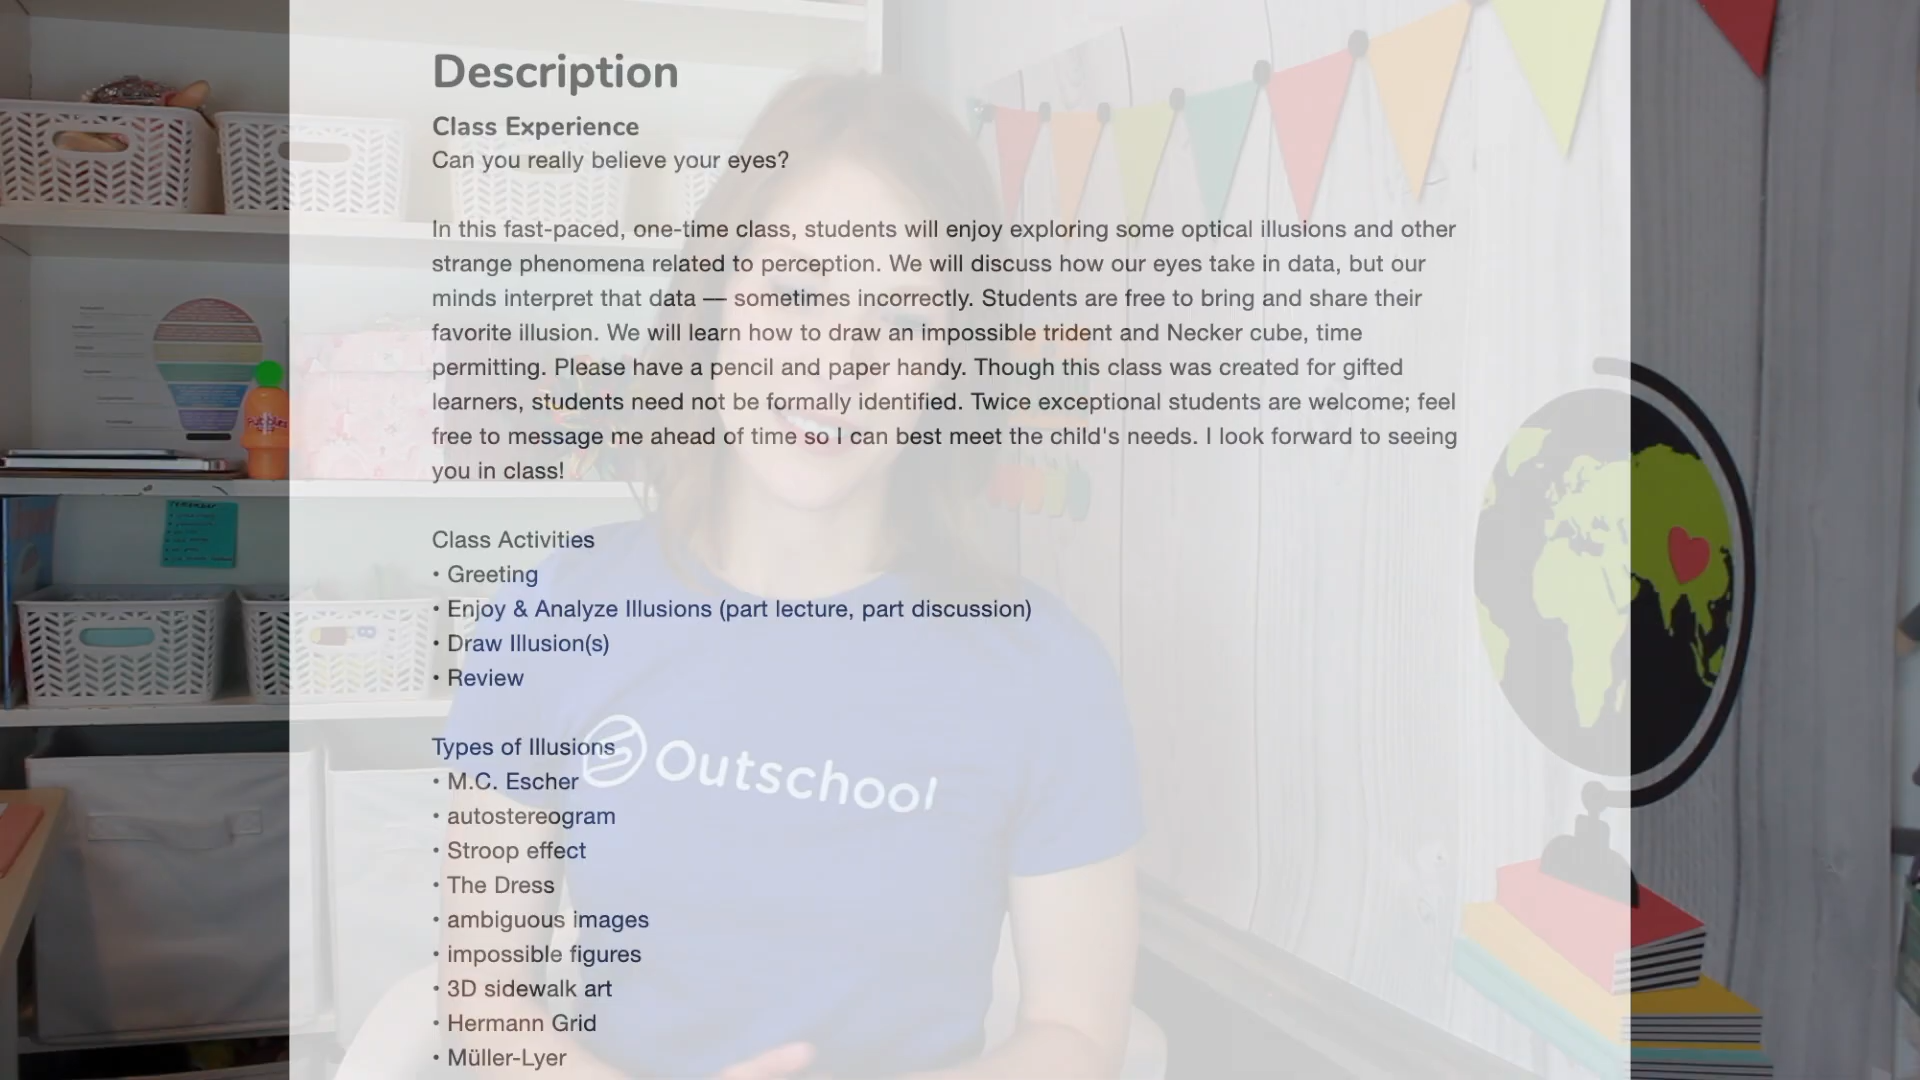 Description
Class Experience
Can you really believe your eyes?
In this fast-paced, one-time class, students will enjoy exploring some optical illusions and other
strange phenomena related to perception. We will discuss how our eyes take in data, but our
minds interpret that data — sometimes incorrectly. Students are free to bring and share their
favorite illusion. We will learn how to draw an impossible trident and Necker cube, time
permitting. Please have a pencil and paper handy. Though this class was created for gifted
learners, students need not be formally identified. Twice exceptional students are welcome; feel
free to message me ahead of time so I can best meet the child's needs. I look forward to seeing
you in class!
Class Activities
• Greeting
• Enjoy & Analyze Illusions (part lecture, part discussion)
• Draw Illusion(s)
• Review
Types of Illusions
• M.C. Escher
• autostereogram
• Stroop effect
• The Dress
• ambiguous images
• impossible figures
• 3D sidewalk art
• Hermann Grid
• Müller-Lyer
Outschool
Bubbles